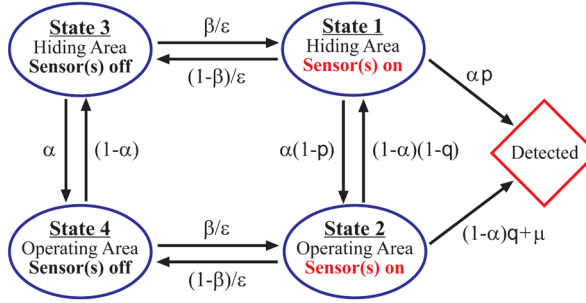 State 3
Hiding Area
Sensor(s) off
β/ε
(1-β)/ε
State 1
Hiding Area
Sensor(s) on
αp
α
(1-α)
α(1-p)
(1-α)(1-q)
Detected
State 4
Operating Area
Sensor(s) off
β/ε
(1-β)/ε
State 2
Operating Area
Sensor(s) on
(1-α)q+μ